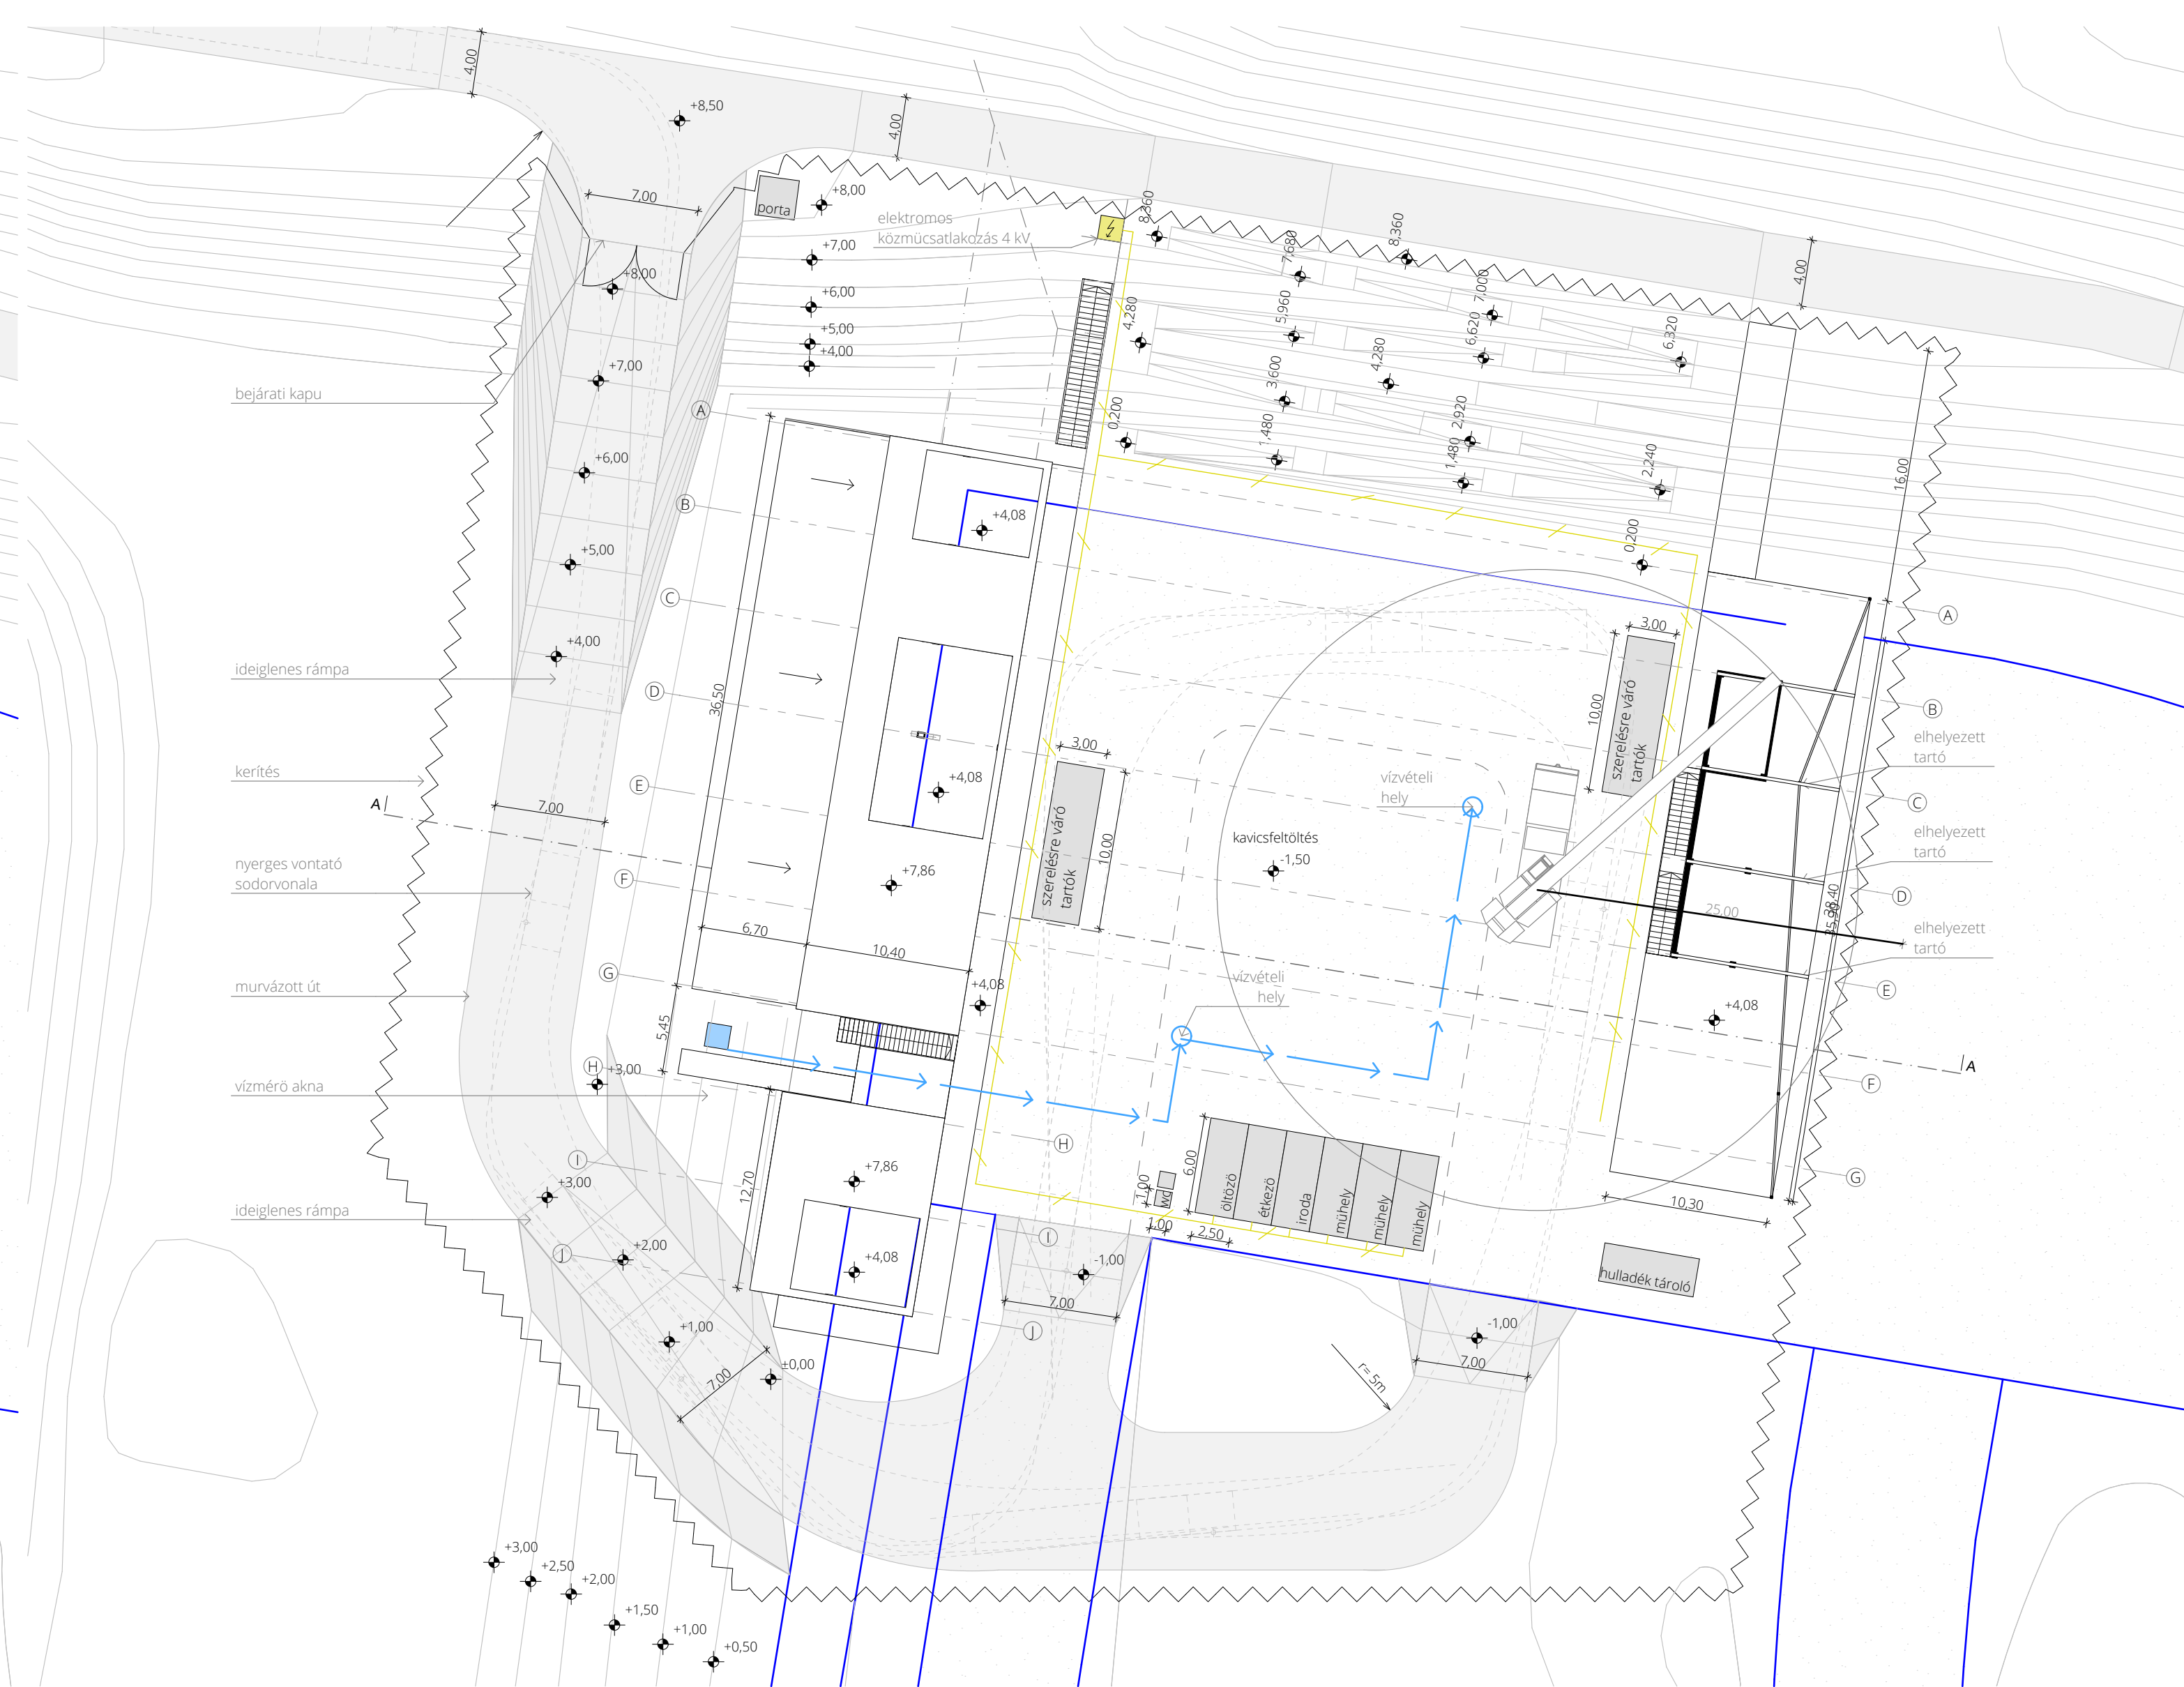 4,00
+8,50
4,00
7,00
porta
+8,00
elektromos
közmücsatlakozás 4 kV
8,360
8,360
7,680
+7,00
+8,00
4,00
7,000
+6,00
5,960
4,280
6,620
6,320
+5,00
+4,00
4,280
+7,00
bejárati kapu
3,600
A
0,200
2,920
1,480
1,480
2,240
16,00
+6,00
B
+4,08
0,200
+5,00
C
A
3,00
+4,00
ideiglenes rámpa
D
36,50
10,00
szerelésre váró
tartók
B
elhelyezett
tartó
3,00
kerítés
E
+4,08
vízvételi
hely
C
A
7,00
szerelésre váró
tartók
10,00
kavicsfeltöltés
-1,50
elhelyezett
tartó
nyerges vontató
sodorvonala
F
+7,86
D
25,00
6,70
10,40
elhelyezett
tartó
G
murvázott út
+4,08
vízvételi
hely
E
+4,08
5,45
H
+3,00
A
F
vízmérö akna
H
+7,86
I
12,70
+3,00
6,00
1,00
wc
öltözö
étkezö
iroda
mühely
mühely
mühely
G
10,30
ideiglenes rámpa
1,00
2,50
I
J
+2,00
+4,08
-1,00
hulladék tároló
7,00
+1,00
J
-1,00
7,00
±0,00
7,00
r=5m
+3,00
+2,50
+2,00
+1,50
+1,00
+0,50